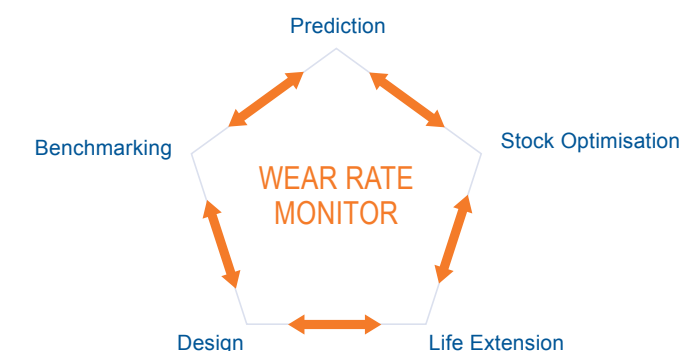 Prediction
Benchmarking
Stock Optimisation
WEAR RATE
MONITOR
Design
Life Extension